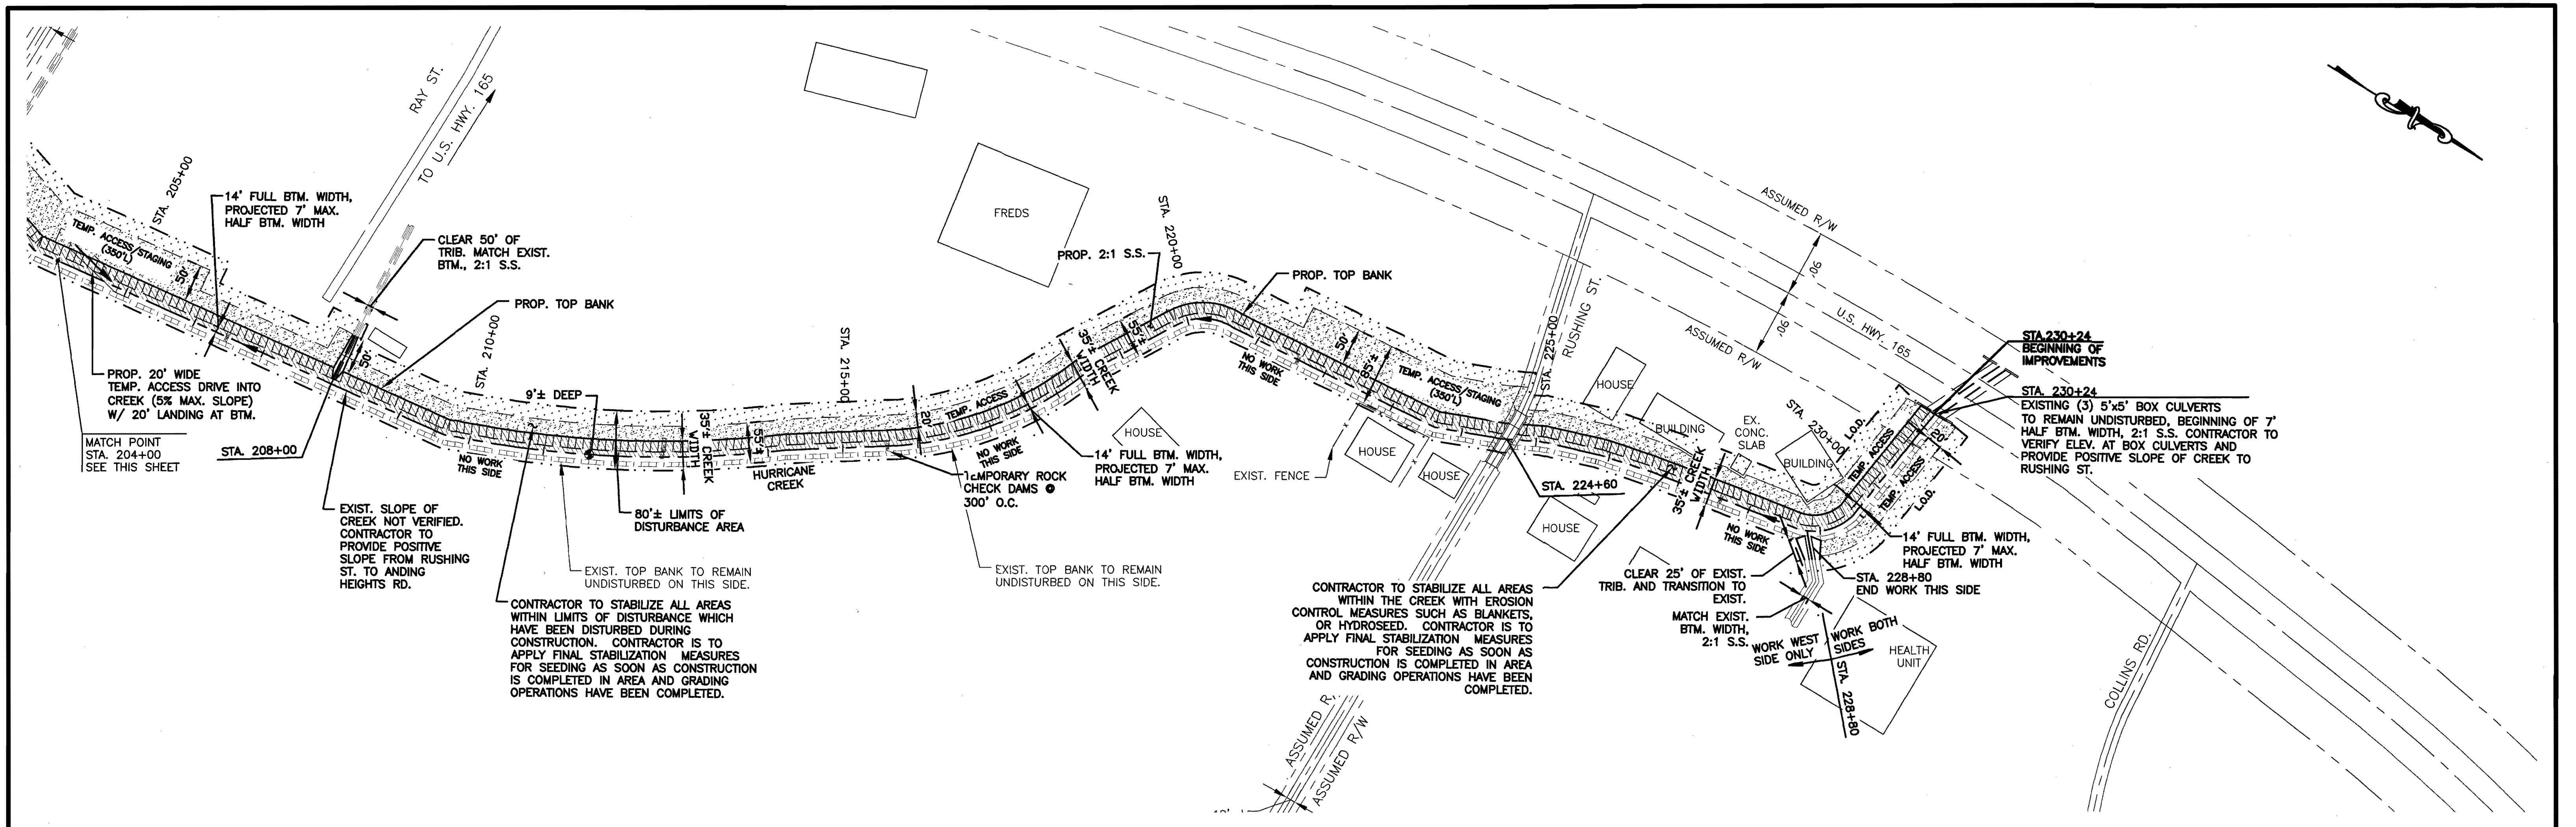 RAY ST.
TO U.S. HWY. 165
STA. 205+00
14' FULL BTM. WIDTH,
PROJECTED 7' MAX.
HALF BTM. WIDTH
TEMP. ACCESS/STAGING
(350'L)
50'
CLEAR 50' OF
TRIB. MATCH EXIST.
BTM., 2:1 S.S.
PROP. TOP BANK
50'
PROP. 20' WIDE
TEMP. ACCESS DRIVE INTO
CREEK (5% MAX. SLOPE)
W/ 20' LANDING AT BTM.
MATCH POINT
STA. 204+00
SEE THIS SHEET
STA. 208+00
EXIST. SLOPE OF
CREEK NOT VERIFIED.
CONTRACTOR TO
PROVIDE POSITIVE
SLOPE FROM RUSHING
ST. TO ANDING
HEIGHTS RD.
STA. 210+00
NO WORK
THIS SIDE
9'± DEEP
80'± LIMITS OF
DISTURBANCE AREA
EXIST. TOP BANK TO REMAIN
UNDISTURBED ON THIS SIDE.
CONTRACTOR TO STABILIZE ALL AREAS
WITHIN LIMITS OF DISTURBANCE WHICH
HAVE BEEN DISTURBED DURING
CONSTRUCTION. CONTRACTOR IS TO
APPLY FINAL STABILIZATION MEASURES
FOR SEEDING AS SOON AS CONSTRUCTION
IS COMPLETED IN AREA AND GRADING
OPERATIONS HAVE BEEN COMPLETED.
35'± CREEK
WIDTH
55'±
HURRICANE
CREEK
STA. 215+00
20'
TEMP. ACCESS
NO WORK
THIS SIDE
TEMPORARY ROCK
CHECK DAMS @
300' O.C.
EXIST. TOP BANK TO REMAIN
UNDISTURBED ON THIS SIDE.
FREDS
35'± CREEK
WIDTH
55'±
HOUSE
14' FULL BTM. WIDTH,
PROJECTED 7' MAX.
HALF BTM. WIDTH
PROP. 2:1 S.S.
STA. 220+00
PROP. TOP BANK
NO WORK
THIS SIDE
50'
85'±
TEMP. ACCESS/STAGING
(350'L)
EXIST. FENCE
HOUSE
HOUSE
HOUSE
STA. 225+00
RUSHING ST.
STA. 224+60
HOUSE
BUILDING
EX.
CONC.
SLAB
BUILDING
35'± CREEK
WIDTH
NO WORK
THIS SIDE
CONTRACTOR TO STABILIZE ALL AREAS
WITHIN THE CREEK WITH EROSION
CONTROL MEASURES SUCH AS BLANKETS,
OR HYDROSEED. CONTRACTOR IS TO
APPLY FINAL STABILIZATION MEASURES
FOR SEEDING AS SOON AS
CONSTRUCTION IS COMPLETED IN AREA
AND GRADING OPERATIONS HAVE BEEN
COMPLETED.
CLEAR 25' OF EXIST.
TRIB. AND TRANSITION TO
EXIST.
MATCH EXIST.
BTM. WIDTH,
2:1 S.S.
WORK WEST
SIDE ONLY
WORK BOTH
SIDES
STA. 228+80
HEALTH
UNIT
STA. 228+80
END WORK THIS SIDE
14' FULL BTM. WIDTH,
PROJECTED 7' MAX.
HALF BTM. WIDTH
STA. 230+00
L.O.D.
TEMP. ACCESS
TEMP. ACCESS
L.O.D.
20'
STA.230+24
BEGINNING OF
IMPROVEMENTS
STA. 230+24
EXISTING (3) 5'x5' BOX CULVERTS
TO REMAIN UNDISTURBED, BEGINNING OF 7'
HALF BTM. WIDTH, 2:1 S.S. CONTRACTOR TO
VERIFY ELEV. AT BOX CULVERTS AND
PROVIDE POSITIVE SLOPE OF CREEK TO
RUSHING ST.
ASSUMED R/W
90'
90'
U.S. HWY. 165
ASSUMED R/W
COLLINS RD.
ASSUMED R/
ASSUMED R/W